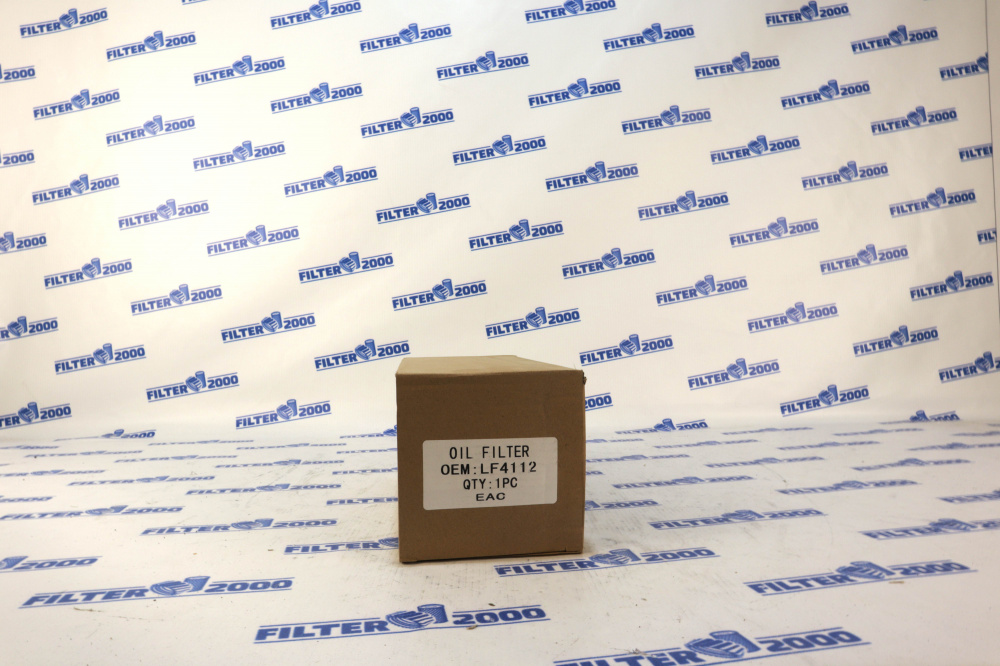 FILTER 2000
OIL FILTER
OEM:LF4112
QTY:1PC
EAC